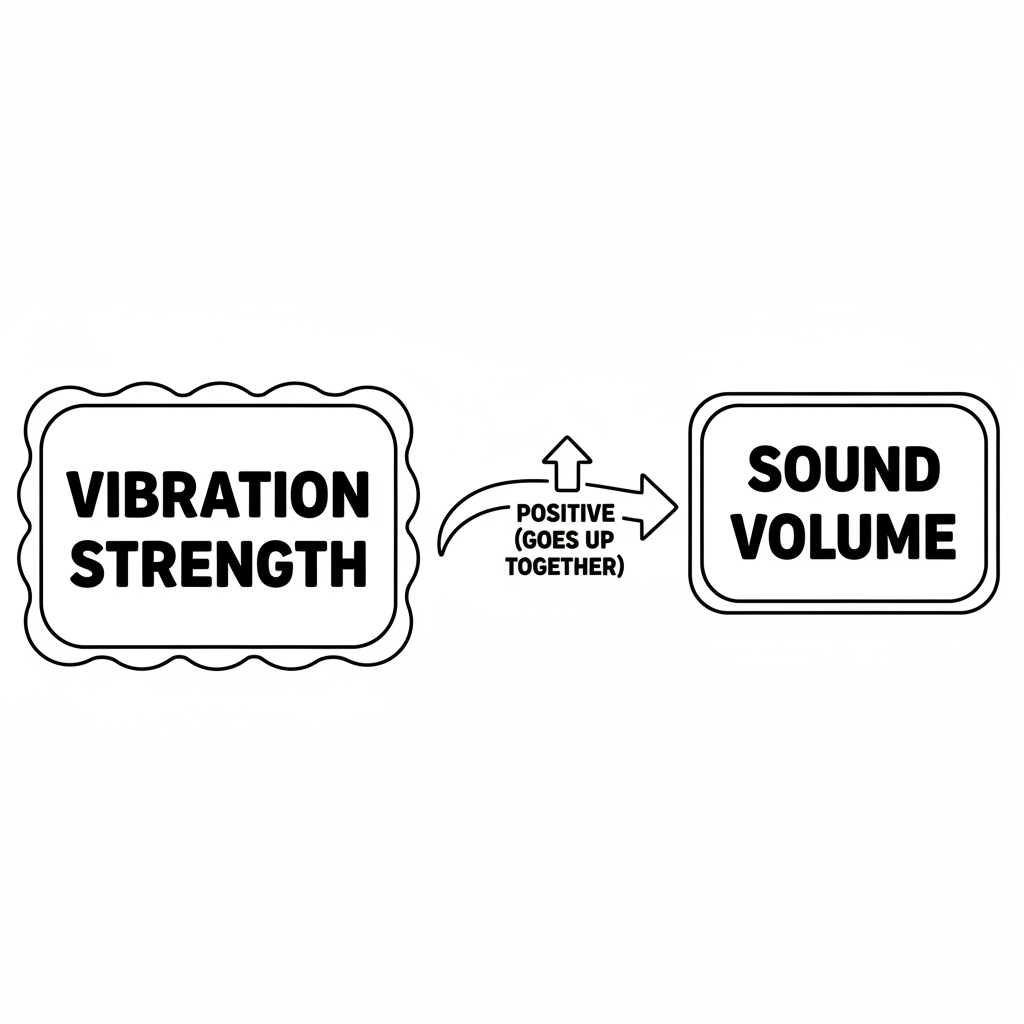 VIBRATION
STRENGTH
POSITIVE
(GOES UP
TOGETHER)
SOUND
VOLUME